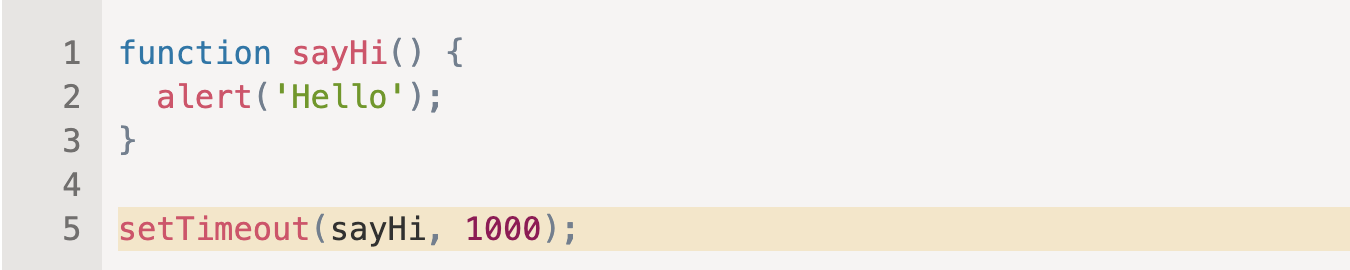 1 function sayHi() {
2   alert('Hello');
3 }
4
5 setTimeout(sayHi, 1000);